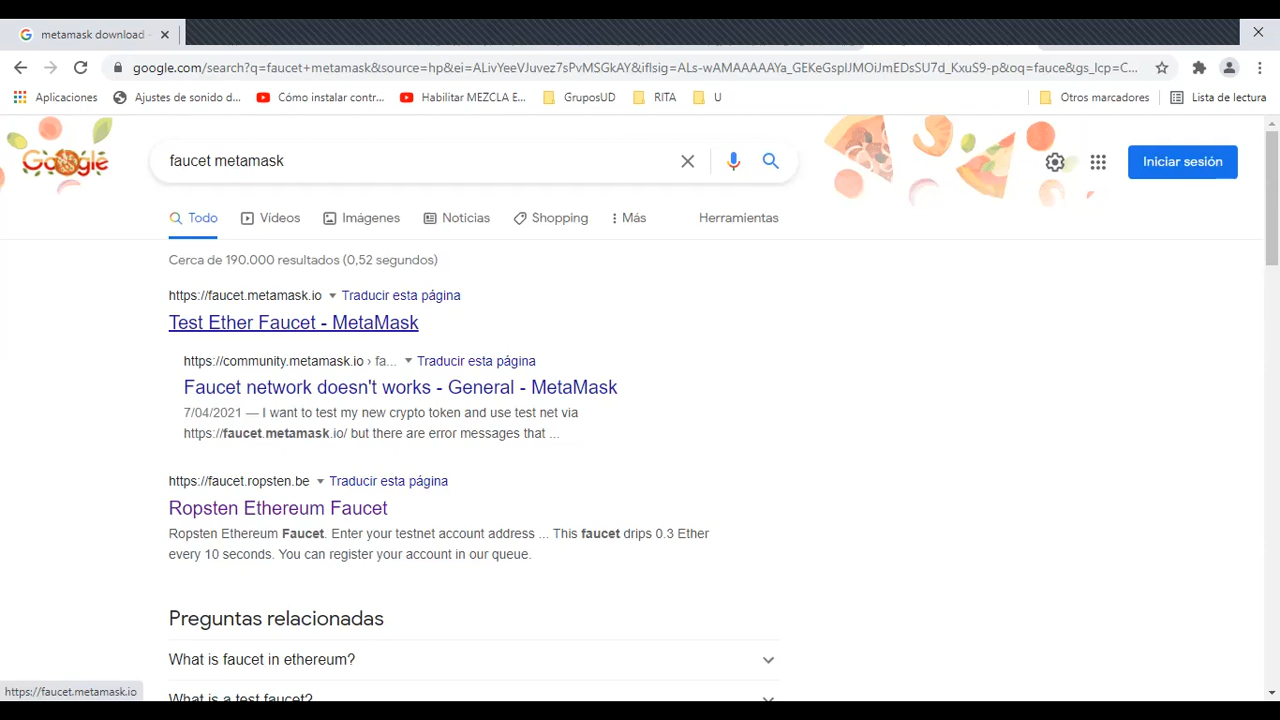 metamask download -
google.com/search?q=faucet+metamask&source=hp&ei=ALivYeeVJuvez7sPvMSGkAY&iflsig=ALs-wAMAAAAAYa_GEKeGspIJMOiJmEDsSU7d_KxuS9-p&oq=fauce&gs_lcp=C...
Aplicaciones
Ajustes de sonido d...
Cómo instalar contr...
Habilitar MEZCLA E...
GruposUD
RITA
U
Otros marcadores
Lista de lectura
Google
faucet metamask
Iniciar sesión
Todo
Vídeos
Imágenes
Noticias
Shopping
Más
Herramientas
Cerca de 190.000 resultados (0,52 segundos)
https://faucet.metamask.io Traducir esta página
Test Ether Faucet - MetaMask
https://community.metamask.io › fa... Traducir esta página
Faucet network doesn't works - General - MetaMask
7/04/2021 — I want to test my new crypto token and use test net via
https://faucet.metamask.io/ but there are error messages that ...
https://faucet.ropsten.be Traducir esta página
Ropsten Ethereum Faucet
Ropsten Ethereum Faucet. Enter your testnet account address ... This faucet drips 0.3 Ether
every 10 seconds. You can register your account in our queue.
Preguntas relacionadas
What is faucet in ethereum?
What is a test faucet?
https://faucet.metamask.io